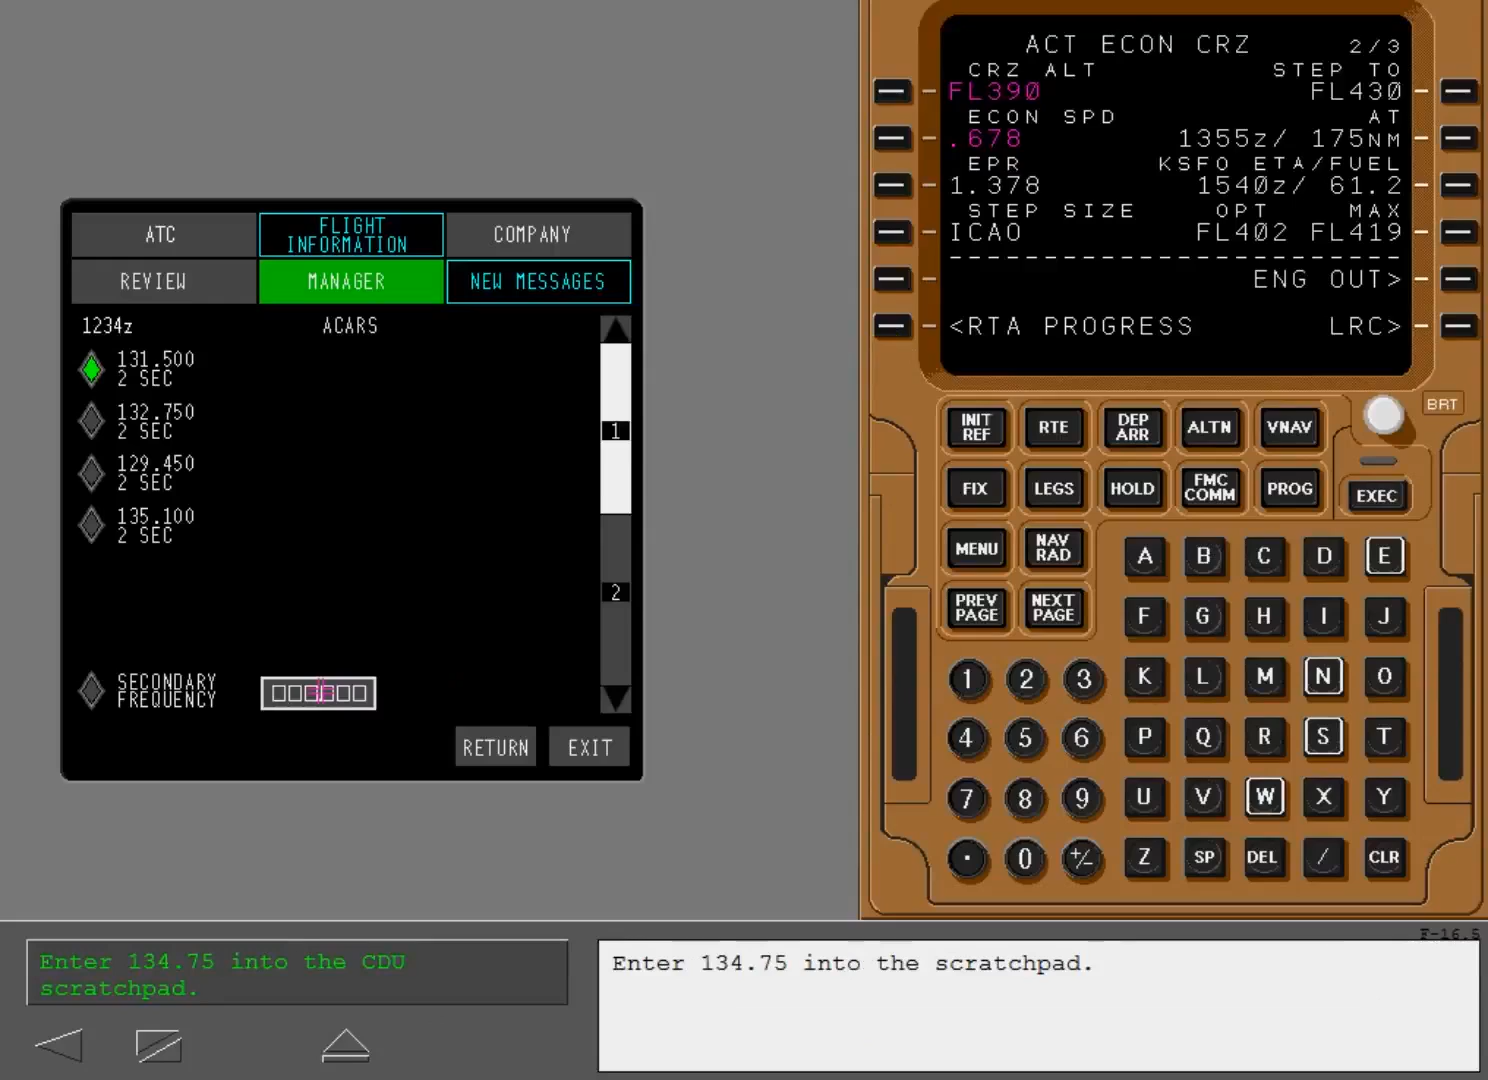 ATC
FLIGHT
INFORMATION
COMPANY
REVIEW
MANAGER
NEW MESSAGES
1234z
ACARS
131.500
2 SEC
132.750
2 SEC
129.450
2 SEC
135.100
2 SEC
1
2
SECONDARY
FREQUENCY
RETURN
EXIT
ACT ECON CRZ 2/3
CRZ ALT STEP TO
FL390 FL430
ECON SPD AT
.678 1355z/ 175NM
EPR KSFO ETA/FUEL
1.378 1540z/ 61.2
STEP SIZE OPT MAX
ICAO FL402 FL419
ENG OUT>
<RTA PROGRESS LRC>
BRT
INIT
REF
RTE
DEP
ARR
ALTN
VNAV
FIX
LEGS
HOLD
FMC
COMM
PROG
EXEC
MENU
NAV
RAD
PREV
PAGE
NEXT
PAGE
A B C D E
F G H I J
1 2 3 K L M N O
4 5 6 P Q R S T
7 8 9 U V W X Y
. 0 +/- Z SP DEL / CLR
F-16.5
Enter 134.75 into the CDU
scratchpad.
Enter 134.75 into the scratchpad.